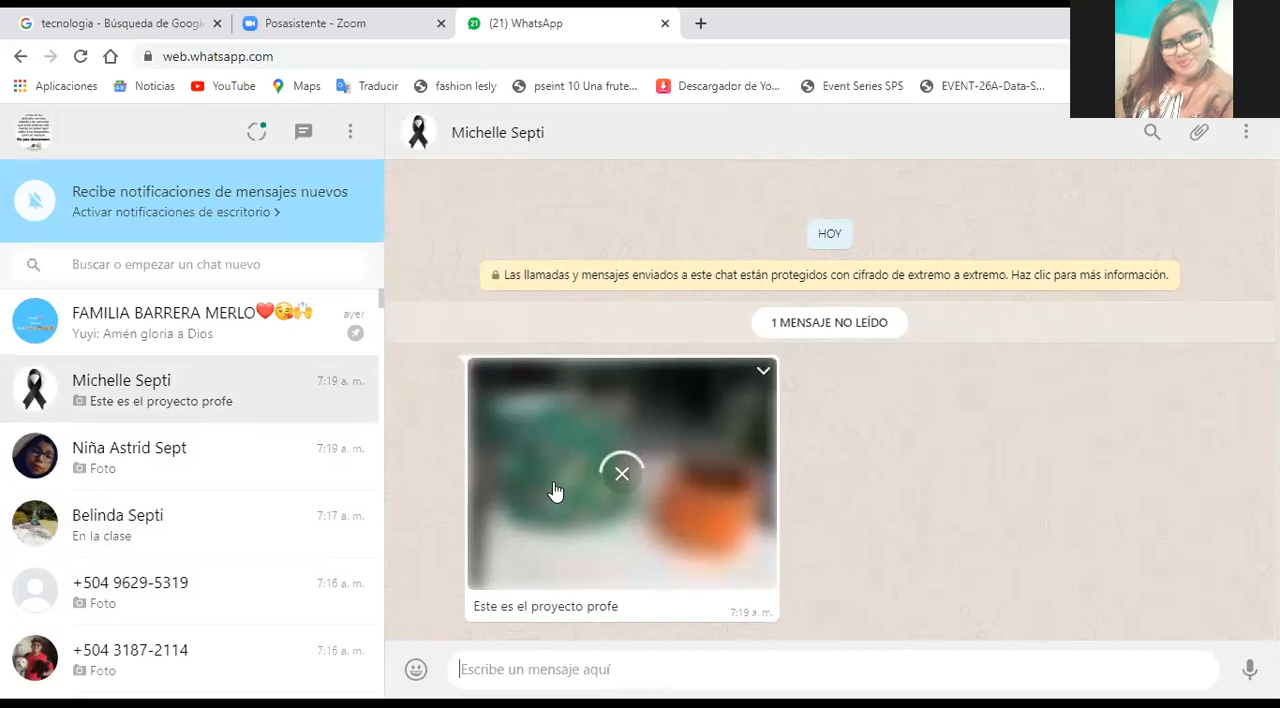 tecnologia - Búsqueda de Googl
Posasistente - Zoom
21
(21) WhatsApp
web.whatsapp.com
Aplicaciones
Noticias
YouTube
Maps
Traducir
fashiion lesly
pseint 10 Una frute...
Descargador de Yo...
Event Series SPS
EVENT-26A-Data-S...
Michelle Septi
Recibe notificaciones de mensajes nuevos
Activar notificaciones de escritorio >
Buscar o empezar un chat nuevo
FAMILIA BARRERA MERLO❤️😘🙌
ayer
Yuyi: Amén gloria a Dios
Michelle Septi
7:19 a. m.
Este es el proyecto profe
Niña Astrid Sept
7:19 a. m.
Foto
Belinda Septi
7:17 a. m.
En la clase
+504 9629-5319
7:16 a. m.
Foto
+504 3187-2114
7:16 a. m.
Foto
HOY
Las llamadas y mensajes enviados a este chat están protegidos con cifrado de extremo a extremo. Haz clic para más información.
1 MENSAJE NO LEÍDO
Este es el proyecto profe
7:19 a. m.
Escribe un mensaje aquí